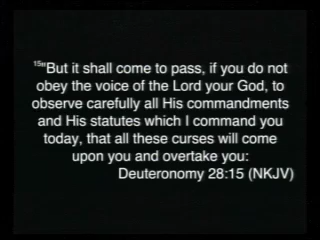 15"But it shall come to pass, if you do not
obey the voice of the Lord your God, to
observe carefully all His commandments
and His statutes which I command you
today, that all these curses will come
upon you and overtake you:
Deuteronomy 28:15 (NKJV)